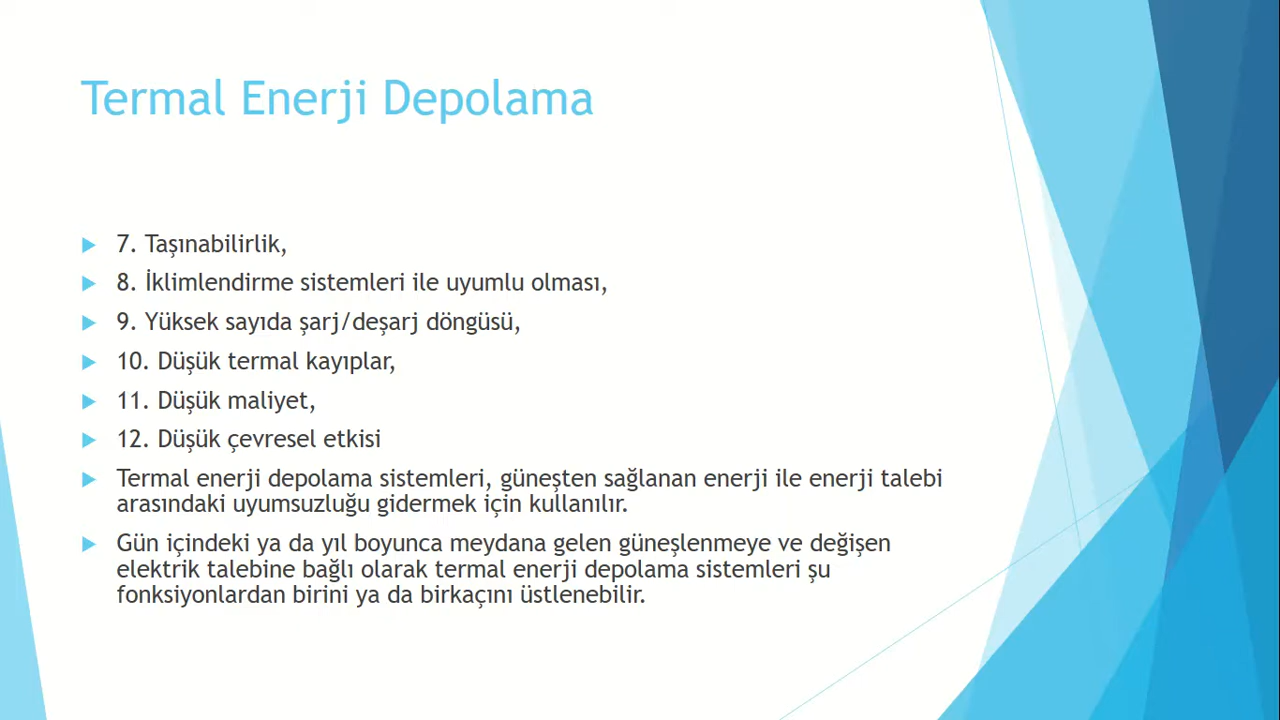 Termal Enerji Depolama
7. Taşınabilirlik,
8. İklimlendirme sistemleri ile uyumlu olması,
9. Yüksek sayıda şarj/deşarj döngüsü,
10. Düşük termal kayıplar,
11. Düşük maliyet,
12. Düşük çevresel etkisi
Termal enerji depolama sistemleri, güneşten sağlanan enerji ile enerji talebi
arasındaki uyumsuzluğu gidermek için kullanılır.
Gün içindeki ya da yıl boyunca meydana gelen güneşlenmeye ve değişen
elektrik talebine bağlı olarak termal enerji depolama sistemleri şu
fonksiyonlardan birini ya da birkaçını üstlenebilir.